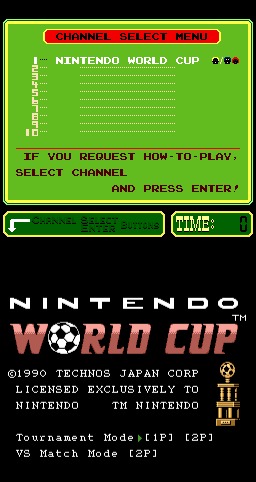 CHANNEL SELECT MENU
1 NINTENDO WORLD CUP
2
3
4
5
6
7
8
9
10
IF YOU REQUEST HOW-TO-PLAY,
SELECT CHANNEL
AND PRESS ENTER!
CHANNEL SELECT
ENTER BUTTONS
TIME: 0
NINTENDO
WORLD CUP TM
©1990 TECHNOS JAPAN CORP
LICENSED EXCLUSIVELY TO
NINTENDO TM NINTENDO
Tournament Mode [1P] [2P]
VS Match Mode [2P]